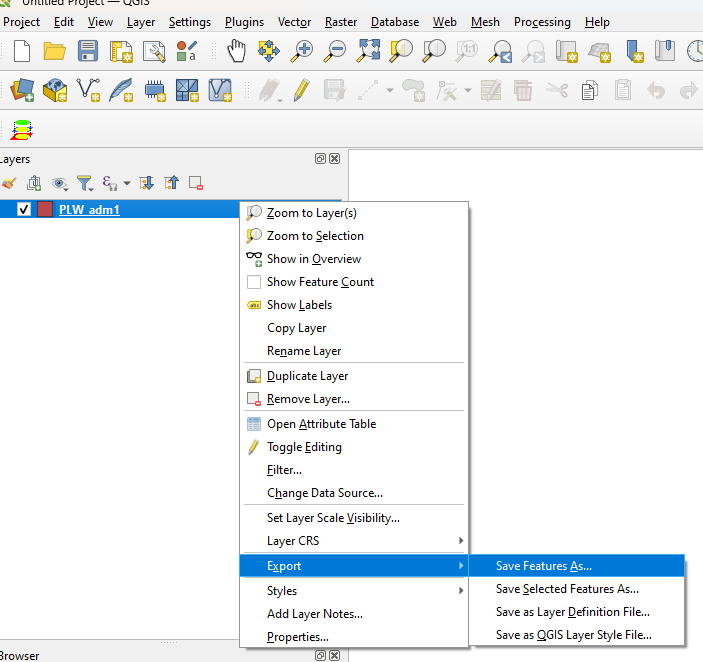 Untitled Project — QGIS
Project Edit View Layer Settings Plugins Vector Raster Database Web Mesh Processing Help
Layers
PLW_adm1
Zoom to Layer(s)
Zoom to Selection
Show in Overview
Show Feature Count
abc Show Labels
Copy Layer
Rename Layer
Duplicate Layer
Remove Layer...
Open Attribute Table
Toggle Editing
Filter...
Change Data Source...
Set Layer Scale Visibility...
Layer CRS
Export
Save Features As...
Styles
Save Selected Features As...
Add Layer Notes...
Save as Layer Definition File...
Properties...
Save as QGIS Layer Style File...
Browser